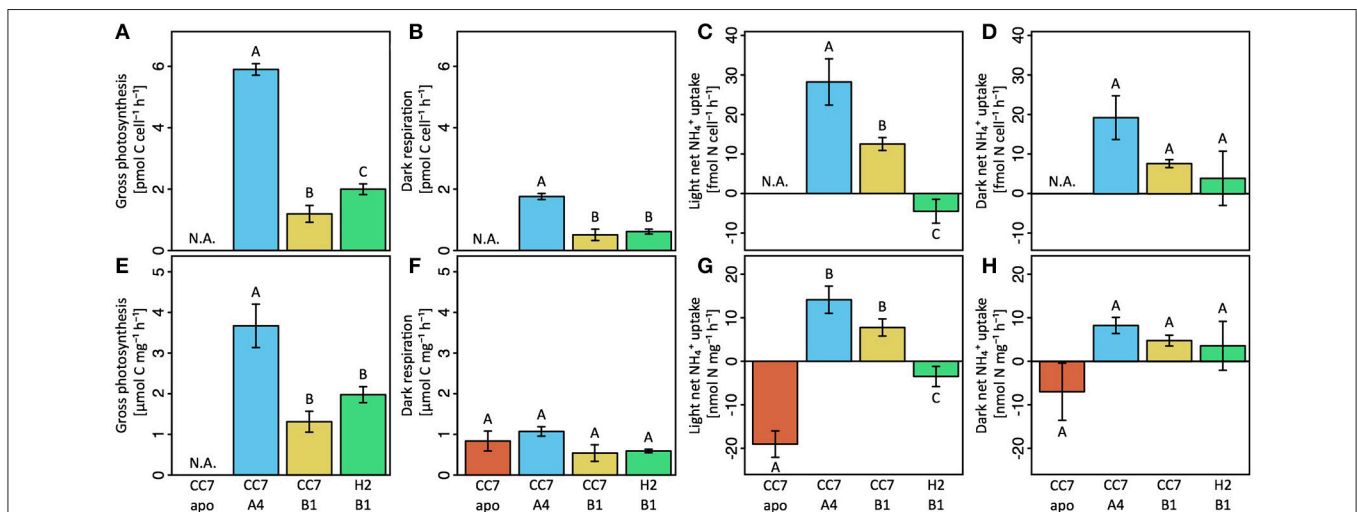 A
Gross photosynthesis
[pmol C cell⁻¹ h⁻¹]
6
4
2
0
N.A.
A
B
C
B
Dark respiration
[pmol C cell⁻¹ h⁻¹]
6
4
2
0
N.A.
A
B
B
C
Light net NH₄⁺ uptake
[fmol N cell⁻¹ h⁻¹]
40
30
20
10
0
-10
N.A.
A
B
C
D
Dark net NH₄⁺ uptake
[fmol N cell⁻¹ h⁻¹]
40
30
20
10
0
-10
N.A.
A
A
A
E
Gross photosynthesis
[µmol C mg⁻¹ h⁻¹]
5
4
3
2
1
0
N.A.
A
B
B
CC7 CC7 CC7 H2
apo A4 B1 B1
F
Dark respiration
[µmol C mg⁻¹ h⁻¹]
5
4
3
2
1
0
A
A
A
A
CC7 CC7 CC7 H2
apo A4 B1 B1
G
Light net NH₄⁺ uptake
[nmol N mg⁻¹ h⁻¹]
20
10
0
-10
-20
A
B
B
C
CC7 CC7 CC7 H2
apo A4 B1 B1
H
Dark net NH₄⁺ uptake
[nmol N mg⁻¹ h⁻¹]
20
10
0
-10
-20
A
A
A
A
CC7 CC7 CC7 H2
apo A4 B1 B1